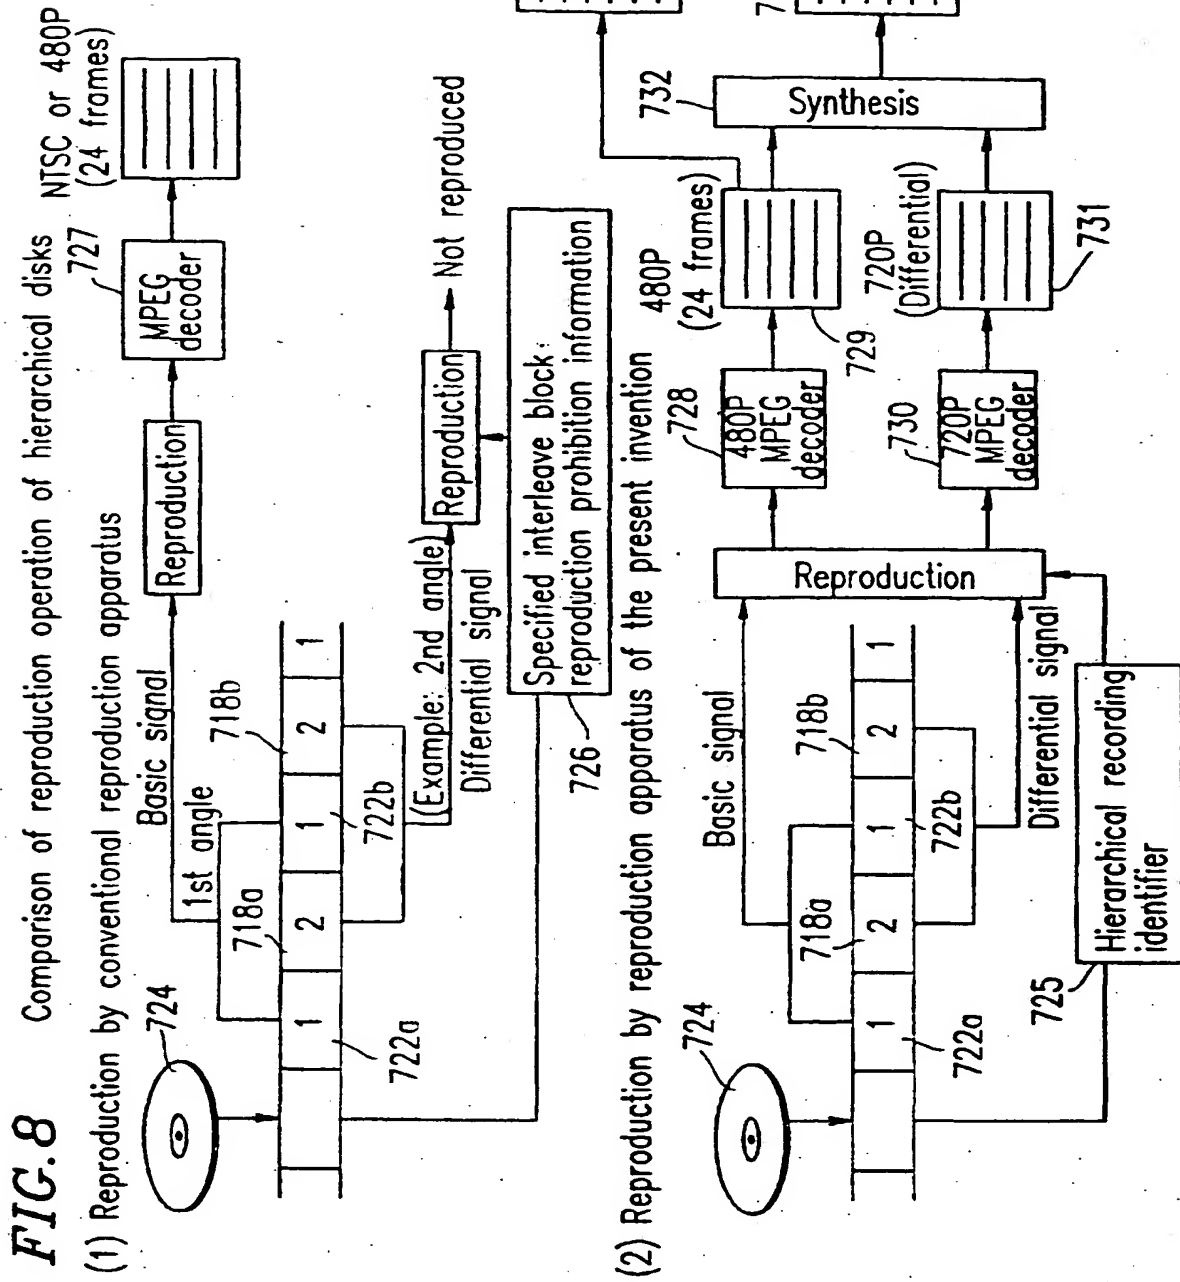 FIG.8
Comparison of reproduction operation of hierarchical disks
(1) Reproduction by conventional reproduction apparatus
724
Basic signal
1st angle
718a
718b
1
2
1
2
1
722a
722b
Reproduction
727
MPEG
decoder
NTSC or 480P
(24 frames)
(Example: 2nd angle)
Differential signal
Reproduction
Not reproduced
726
Specified interleave block:
reproduction prohibition information
(2) Reproduction by reproduction apparatus of the present invention
724
Basic signal
718a
718b
1
2
1
2
1
722a
722b
Differential signal
725
Hierarchical recording
identifier
Reproduction
728
480P
MPEG
decoder
480P
(24 frames)
729
730
720P
MPEG
decoder
720P
(Differential)
731
732
Synthesis